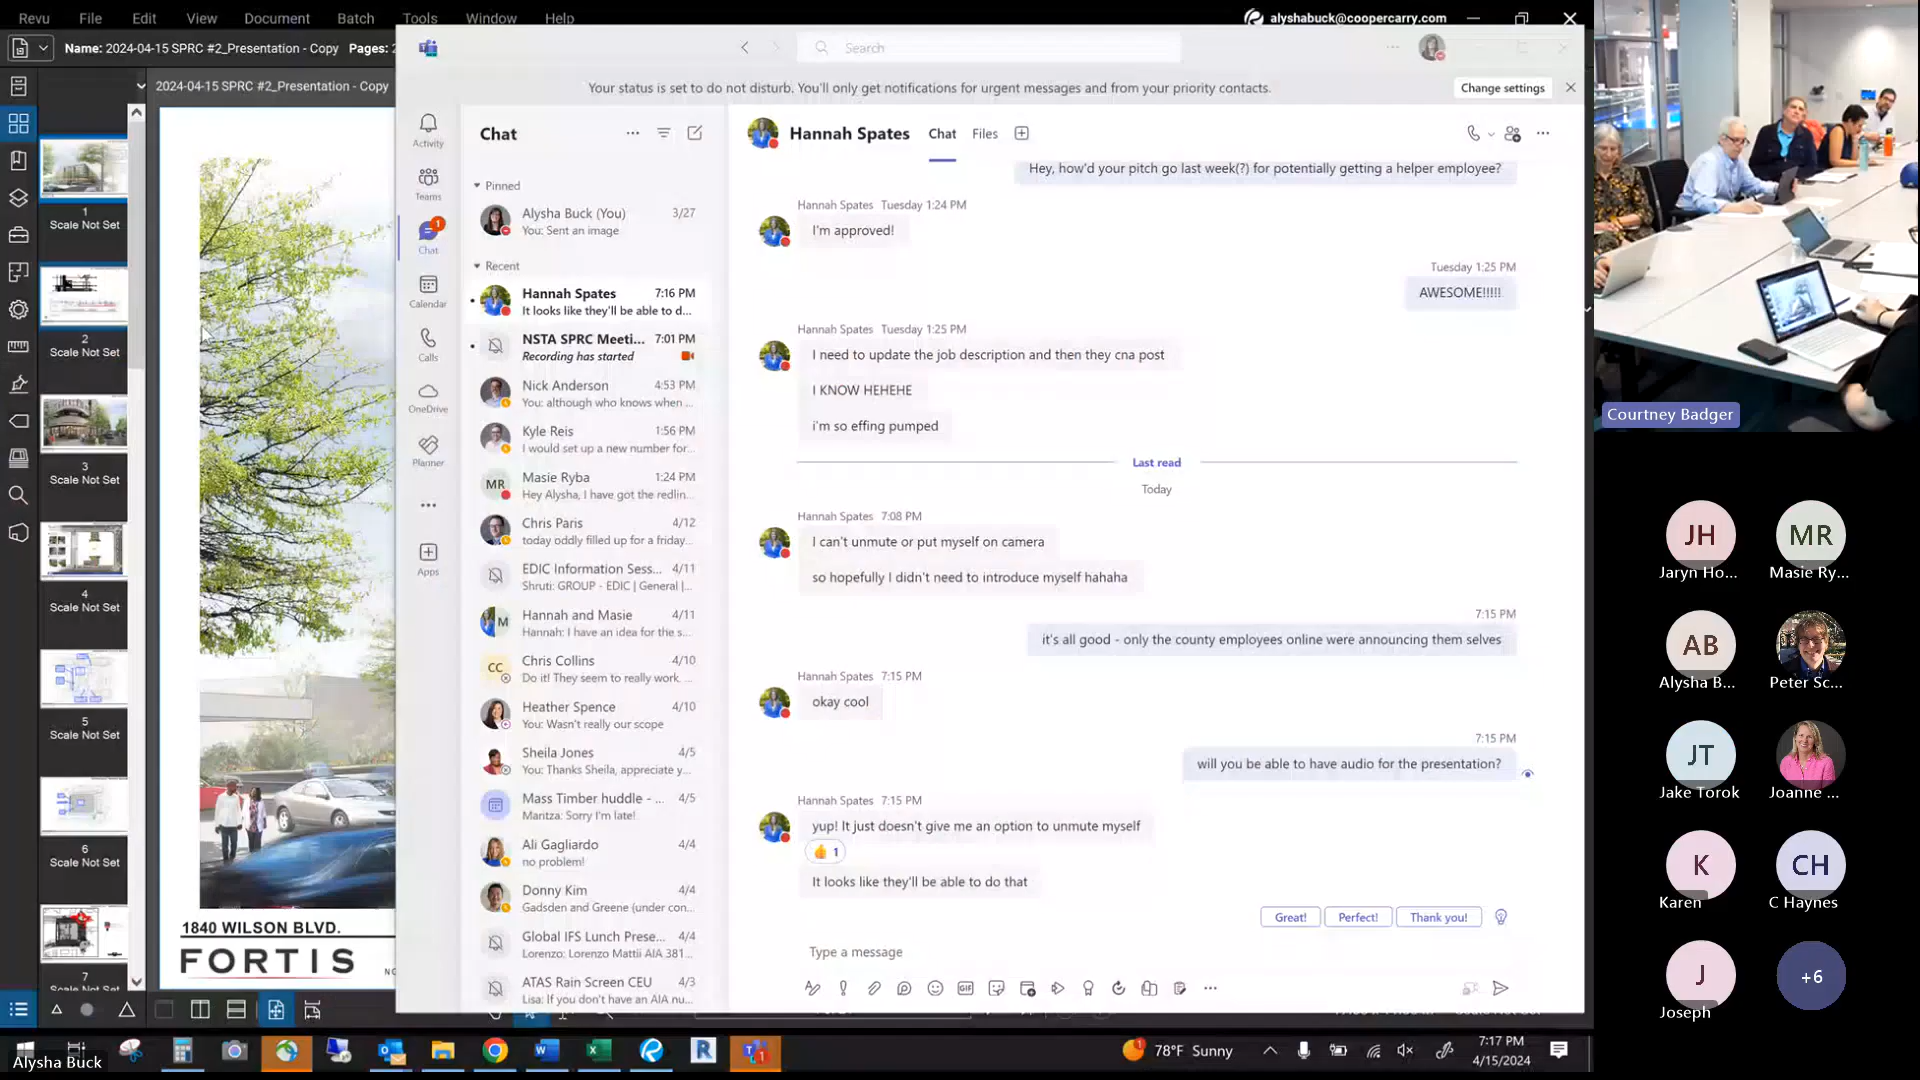 Revu File Edit View Document Batch Tools Window Help
alyshabuck@coopercarry.com
Name: 2024-04-15 SPRC #2_Presentation - Copy Pages:
Search
2024-04-15 SPRC #2_Presentation - Copy
Your status is set to do not disturb. You'll only get notifications for urgent messages and from your priority contacts.
Change settings
Activity
Teams
Chat
1
Calendar
Calls
OneDrive
Planner
Apps
1
Scale Not Set
2
Scale Not Set
3
Scale Not Set
4
Scale Not Set
5
Scale Not Set
6
Scale Not Set
7
Scale Not Set
1840 WILSON BLVD.
FORTIS
Chat
Pinned
Alysha Buck (You) 3/27
You: Sent an image
Recent
Hannah Spates 7:16 PM
It looks like they'll be able to d...
NSTA SPRC Meeti... 7:01 PM
Recording has started
Nick Anderson 4:53 PM
You: although who knows when ...
Kyle Reis 1:56 PM
I would set up a new number for...
MR
Masie Ryba 1:24 PM
Hey Alysha, I have got the redlin...
Chris Paris 4/12
today oddly filled up for a friday...
EDIC Information Sess... 4/11
Shruti: GROUP - EDIC | General |...
Hannah and Masie 4/11
Hannah: I have an idea for the s...
CC
Chris Collins 4/10
Do it! They seem to really work. ...
Heather Spence 4/10
You: Wasn't really our scope
Sheila Jones 4/5
You: Thanks Sheila, appreciate y...
Mass Timber huddle - ... 4/5
Maritza: Sorry I'm late!
Ali Gagliardo 4/4
no problem!
Donny Kim 4/4
Gadsden and Greene (under con...
Global IFS Lunch Prese... 4/4
Lorenzo: Lorenzo Mattii AIA 381...
ATAS Rain Screen CEU 4/3
Lisa: If you don't have an AIA nu...
Hannah Spates Chat Files
Hey, how'd your pitch go last week(?) for potentially getting a helper employee?
Hannah Spates Tuesday 1:24 PM
I'm approved!
Tuesday 1:25 PM
AWESOME!!!!!
Hannah Spates Tuesday 1:25 PM
I need to update the job description and then they cna post
I KNOW HEHEHE
i'm so effing pumped
Last read
Today
Hannah Spates 7:08 PM
I can't unmute or put myself on camera
so hopefully I didn't need to introduce myself hahaha
7:15 PM
it's all good - only the county employees online were announcing them selves
Hannah Spates 7:15 PM
okay cool
7:15 PM
will you be able to have audio for the presentation?
Hannah Spates 7:15 PM
yup! It just doesn't give me an option to unmute myself
1
It looks like they'll be able to do that
Great! Perfect! Thank you!
Type a message
GIF
Courtney Badger
JH
Jaryn Ho...
MR
Masie Ry...
AB
Alysha B...
Peter Sc...
JT
Jake Torok
Joanne ...
K
Karen
CH
C Haynes
J
Joseph
+6
Alysha Buck
78°F Sunny
7:17 PM
4/15/2024